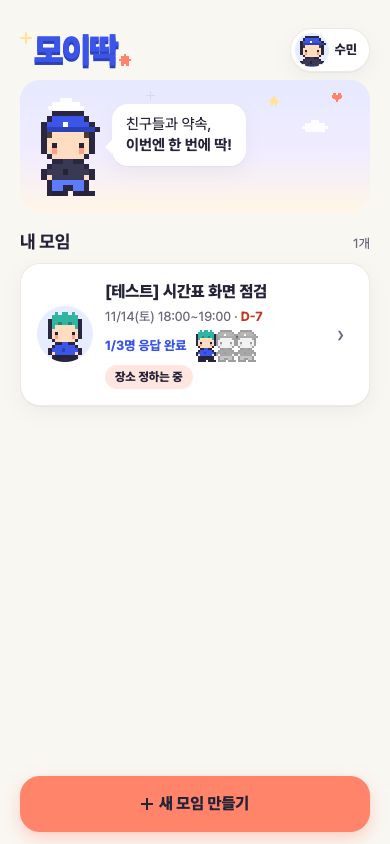 모이딱
수민
친구들과 약속,
이번엔 한 번에 딱!
내 모임
1개
[테스트] 시간표 화면 점검
11/14(토) 18:00~19:00 · D-7
1/3명 응답 완료
장소 정하는 중
+ 새 모임 만들기